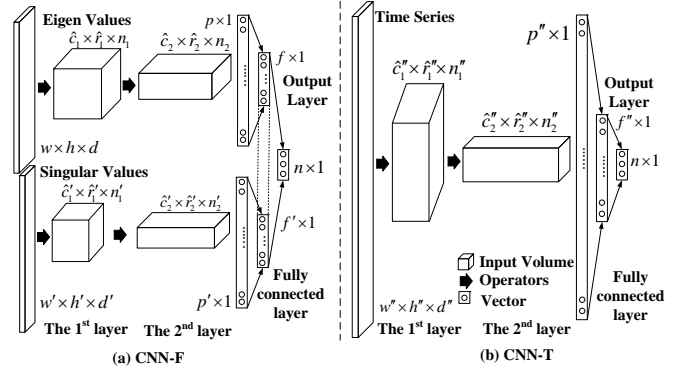 Eigen Values
ĉ₁×r̂₁×n₁
ĉ₂×r̂₂×n₂
p×1
f×1
Output
Layer
w×h×d
n×1
Singular Values
ĉ′₁×r̂′₁×n′₁
ĉ′₂×r̂′₂×n′₂
f′×1
w′×h′×d′
p′×1
Fully
connected
layer
The 1st layer
The 2nd layer
(a) CNN-F
Time Series
p″×1
ĉ″₁×r̂″₁×n″₁
ĉ″₂×r̂″₂×n″₂
Output
Layer
f″×1
n×1
Input Volume
Operators
Vector
w″×h″×d″
Fully
connected
layer
The 1st layer
The 2nd layer
(b) CNN-T